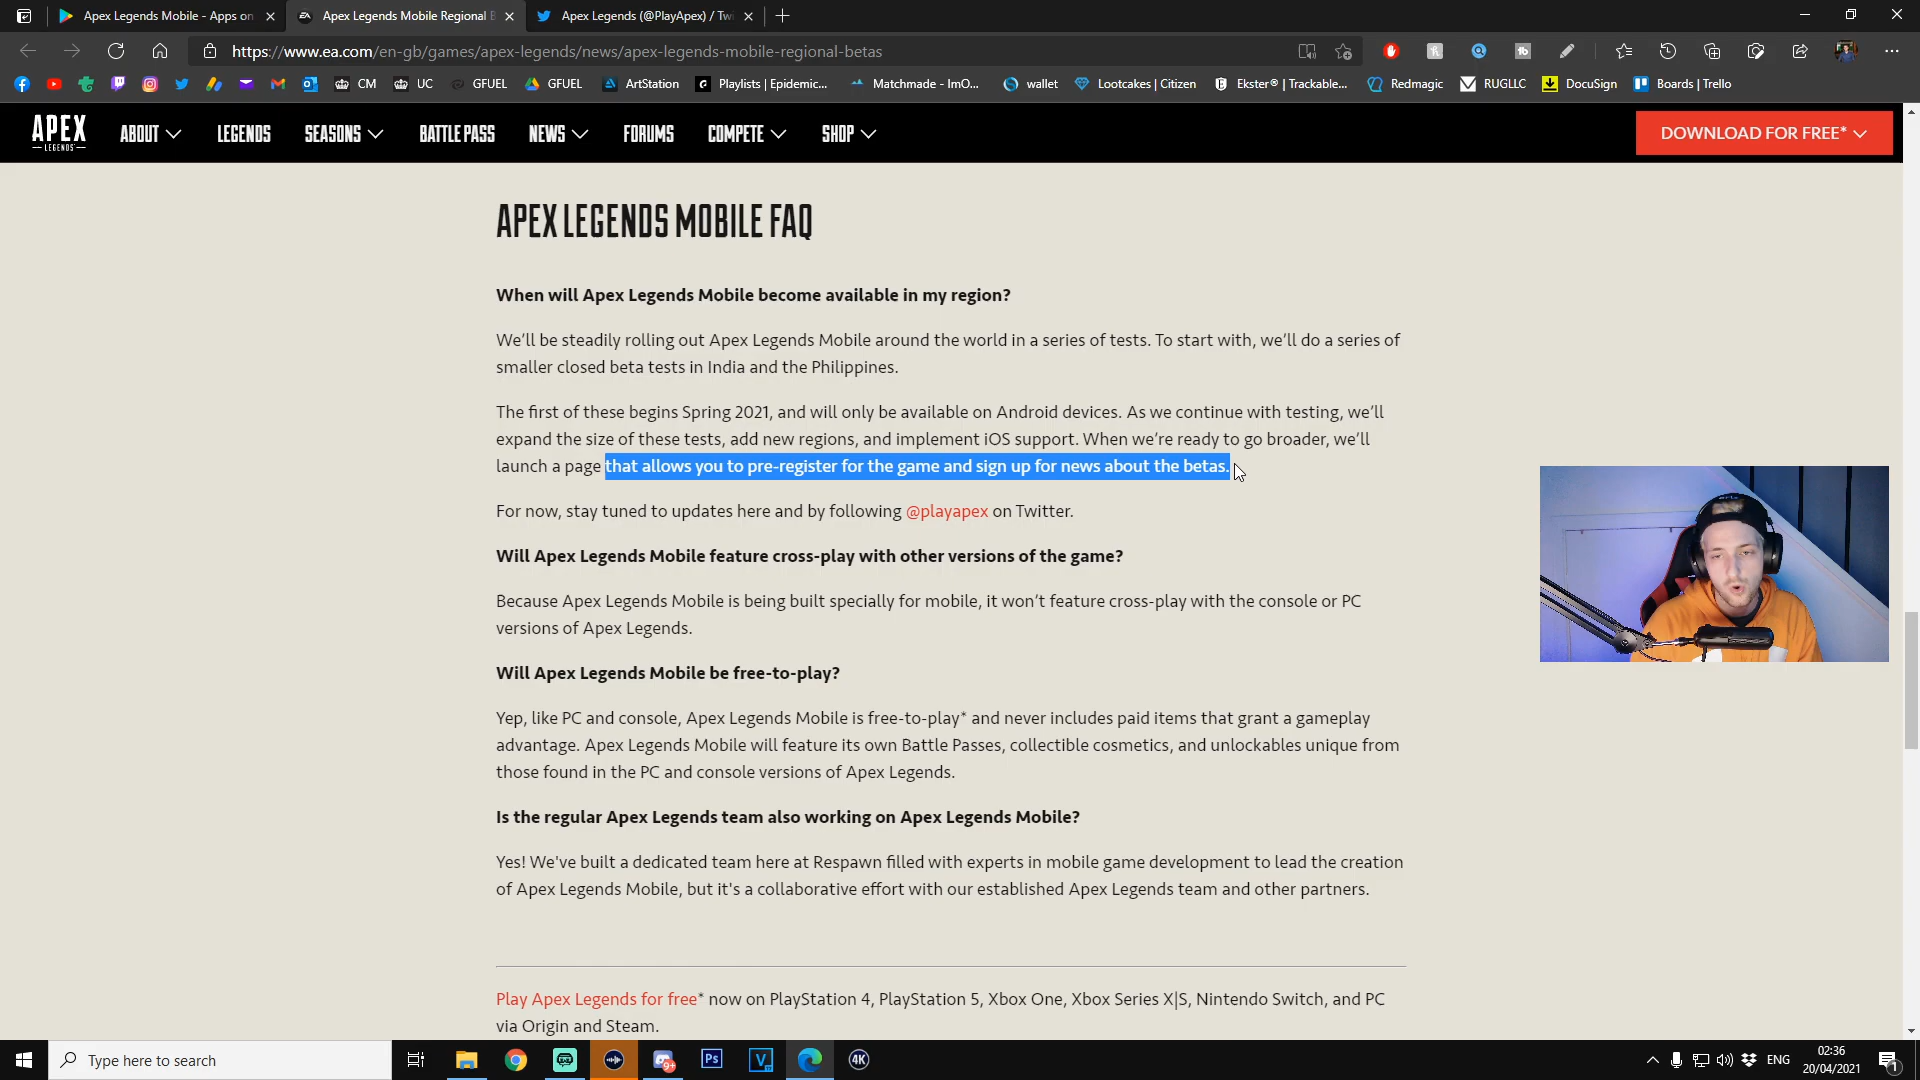 Apex Legends Mobile - Apps on
Apex Legends Mobile Regional B
Apex Legends (@PlayApex) / Twi
https://www.ea.com/en-gb/games/apex-legends/news/apex-legends-mobile-regional-betas
CM
UC
GFUEL
GFUEL
ArtStation
Playlists | Epidemic...
Matchmade - ImO...
wallet
Lootcakes | Citizen
Ekster® | Trackable...
Redmagic
RUGLLC
DocuSign
Boards | Trello
APEX
LEGENDS
ABOUT
LEGENDS
SEASONS
BATTLE PASS
NEWS
FORUMS
COMPETE
SHOP
DOWNLOAD FOR FREE*
APEX LEGENDS MOBILE FAQ
When will Apex Legends Mobile become available in my region?
We'll be steadily rolling out Apex Legends Mobile around the world in a series of tests. To start with, we'll do a series of
smaller closed beta tests in India and the Philippines.
The first of these begins Spring 2021, and will only be available on Android devices. As we continue with testing, we'll
expand the size of these tests, add new regions, and implement iOS support. When we're ready to go broader, we'll
launch a page that allows you to pre-register for the game and sign up for news about the betas.
For now, stay tuned to updates here and by following @playapex on Twitter.
Will Apex Legends Mobile feature cross-play with other versions of the game?
Because Apex Legends Mobile is being built specially for mobile, it won't feature cross-play with the console or PC
versions of Apex Legends.
Will Apex Legends Mobile be free-to-play?
Yep, like PC and console, Apex Legends Mobile is free-to-play* and never includes paid items that grant a gameplay
advantage. Apex Legends Mobile will feature its own Battle Passes, collectible cosmetics, and unlockables unique from
those found in the PC and console versions of Apex Legends.
Is the regular Apex Legends team also working on Apex Legends Mobile?
Yes! We've built a dedicated team here at Respawn filled with experts in mobile game development to lead the creation
of Apex Legends Mobile, but it's a collaborative effort with our established Apex Legends team and other partners.
Play Apex Legends for free* now on PlayStation 4, PlayStation 5, Xbox One, Xbox Series X|S, Nintendo Switch, and PC
via Origin and Steam.
Type here to search
9+
Ps
V
4K
ENG
02:36
20/04/2021
1